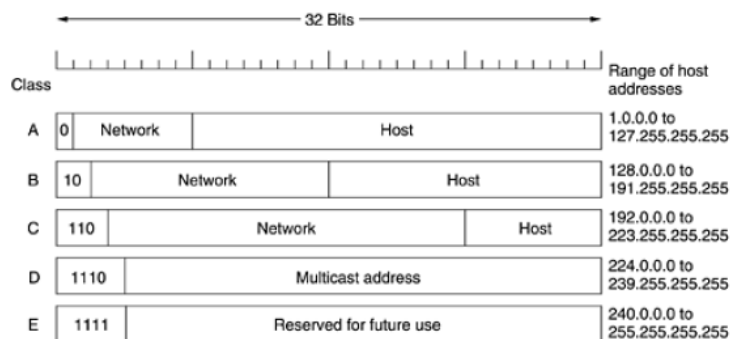 32 Bits
Range of host
addresses
Class
A 0 Network Host 1.0.0.0 to
127.255.255.255
B 10 Network Host 128.0.0.0 to
191.255.255.255
C 110 Network Host 192.0.0.0 to
223.255.255.255
D 1110 Multicast address 224.0.0.0 to
239.255.255.255
E 1111 Reserved for future use 240.0.0.0 to
255.255.255.255